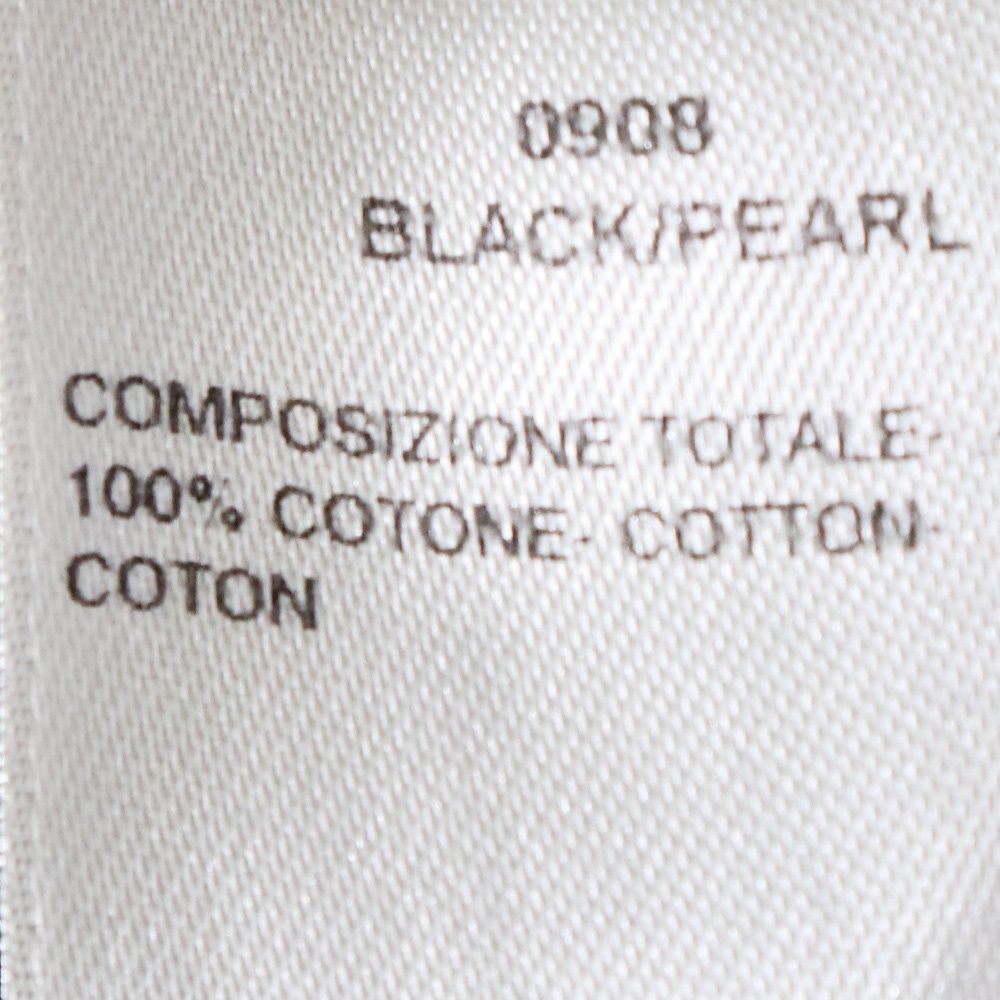 0908
BLACK/PEARL
COMPOSIZIONE TOTALE-
100% COTONE- COTTON-
COTON